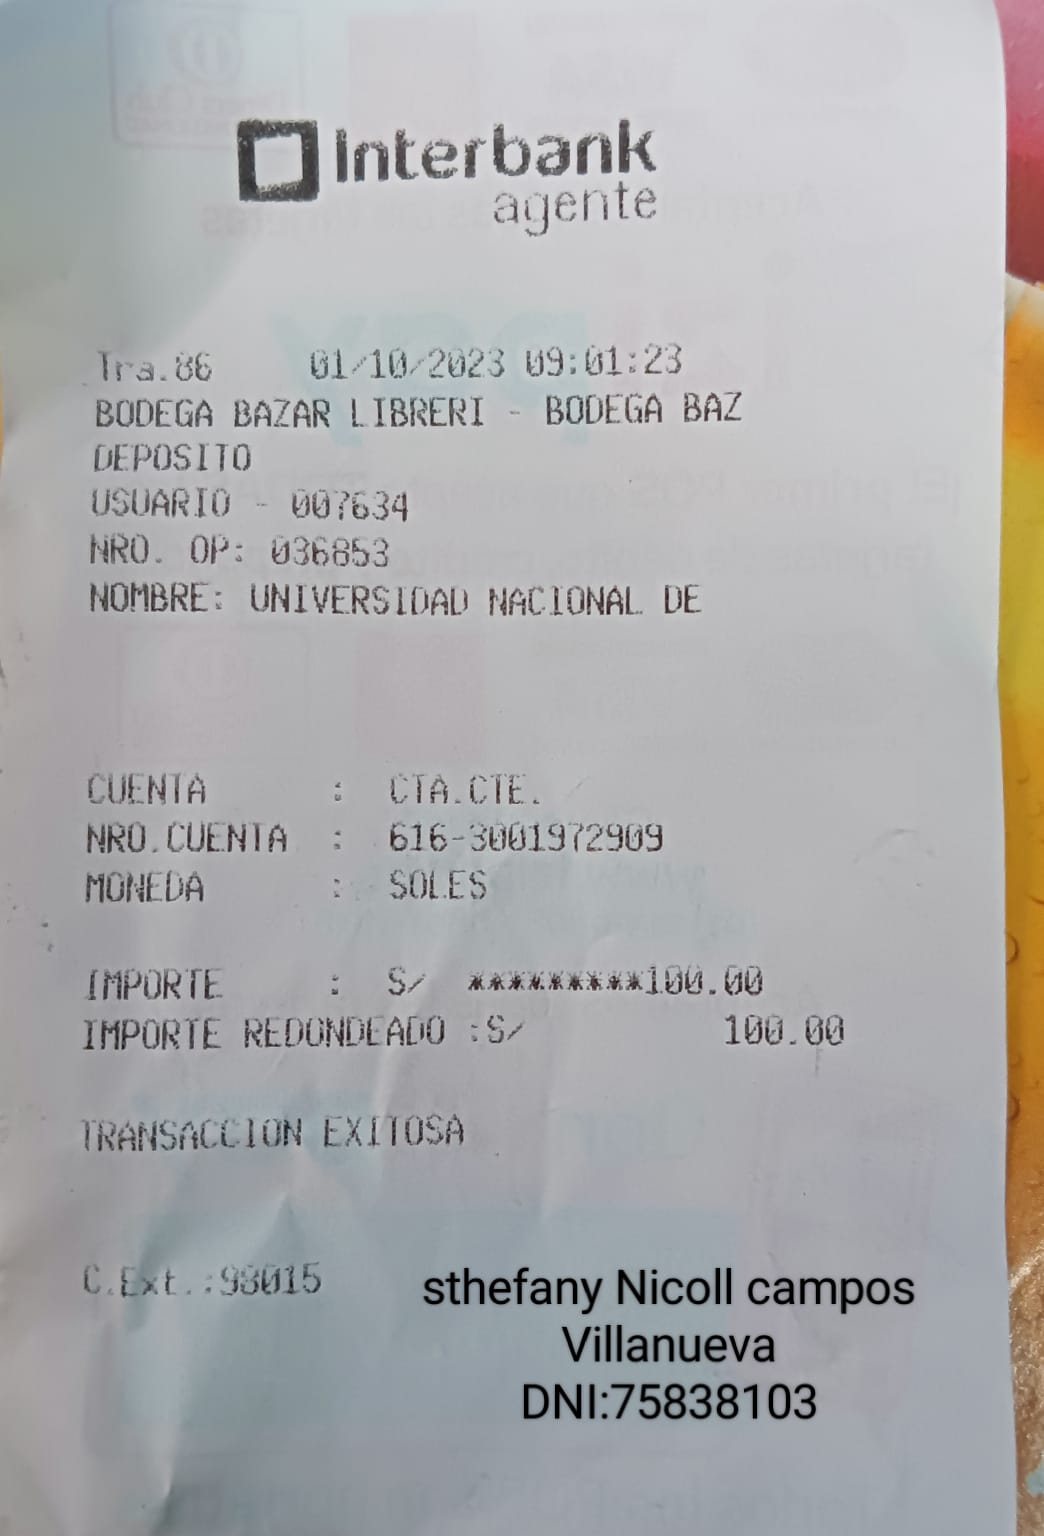 Interbank
agente
Tra.86 01/10/2023 09:01:23
BODEGA BAZAR LIBRERI - BODEGA BAZ
DEPOSITO
USUARIO - 007634
NRO. OP: 036853
NOMBRE: UNIVERSIDAD NACIONAL DE
CUENTA : CTA.CTE.
NRO.CUENTA : 616-3001972909
MONEDA : SOLES
IMPORTE : S/ *********100.00
IMPORTE REDONDEADO :S/ 100.00
TRANSACCION EXITOSA
C.Ext.:98015
sthefany Nicoll campos
Villanueva
DNI:75838103